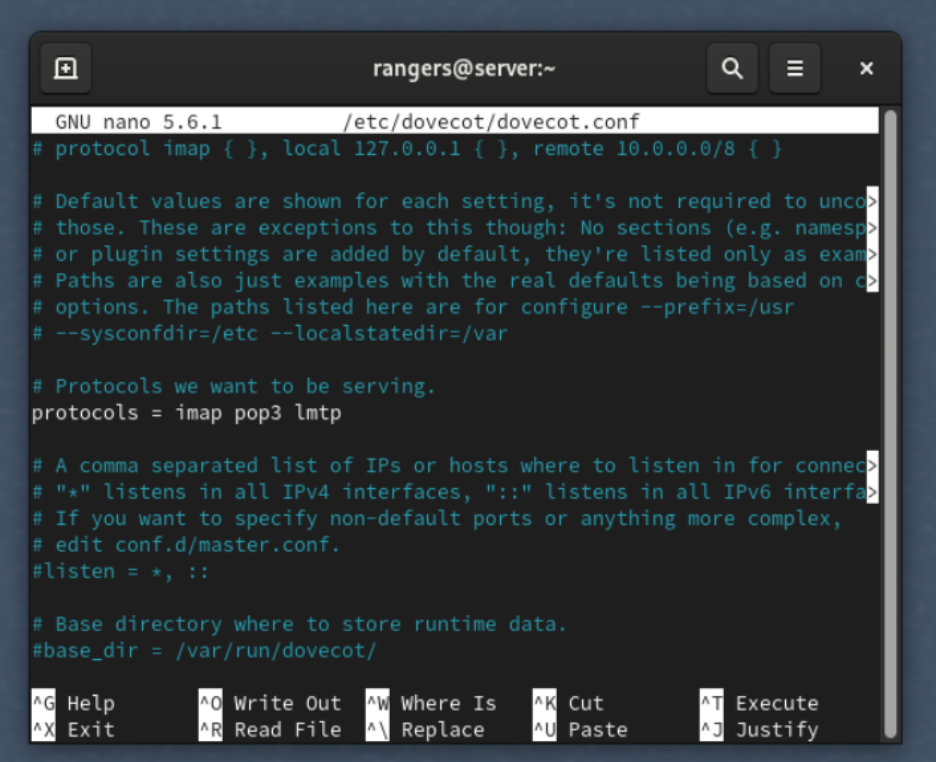 rangers@server:~
GNU nano 5.6.1 /etc/dovecot/dovecot.conf
# protocol imap { }, local 127.0.0.1 { }, remote 10.0.0.0/8 { }
# Default values are shown for each setting, it's not required to unco>
# those. These are exceptions to this though: No sections (e.g. namesp>
# or plugin settings are added by default, they're listed only as exam>
# Paths are also just examples with the real defaults being based on c>
# options. The paths listed here are for configure --prefix=/usr
# --sysconfdir=/etc --localstatedir=/var
# Protocols we want to be serving.
protocols = imap pop3 lmtp
# A comma separated list of IPs or hosts where to listen in for connec>
# "*" listens in all IPv4 interfaces, "::" listens in all IPv6 interfa>
# If you want to specify non-default ports or anything more complex,
# edit conf.d/master.conf.
#listen = *, ::
# Base directory where to store runtime data.
#base_dir = /var/run/dovecot/
^G Help ^O Write Out ^W Where Is ^K Cut ^T Execute
^X Exit ^R Read File ^\ Replace ^U Paste ^J Justify